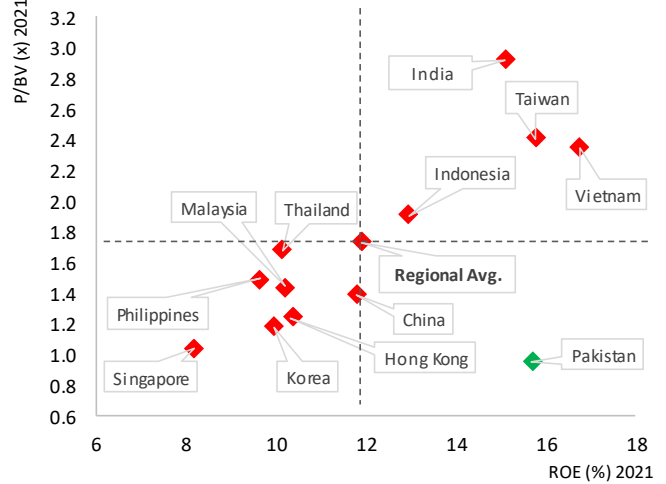 P/BV (x) 2021
3.2
3.0
2.8
2.6
2.4
2.2
2.0
1.8
1.6
1.4
1.2
1.0
0.8
0.6
India
Taiwan
Vietnam
Indonesia
Malaysia
Thailand
Regional Avg.
Philippines
China
Hong Kong
Korea
Singapore
Pakistan
6
8
10
12
14
16
18
ROE (%) 2021